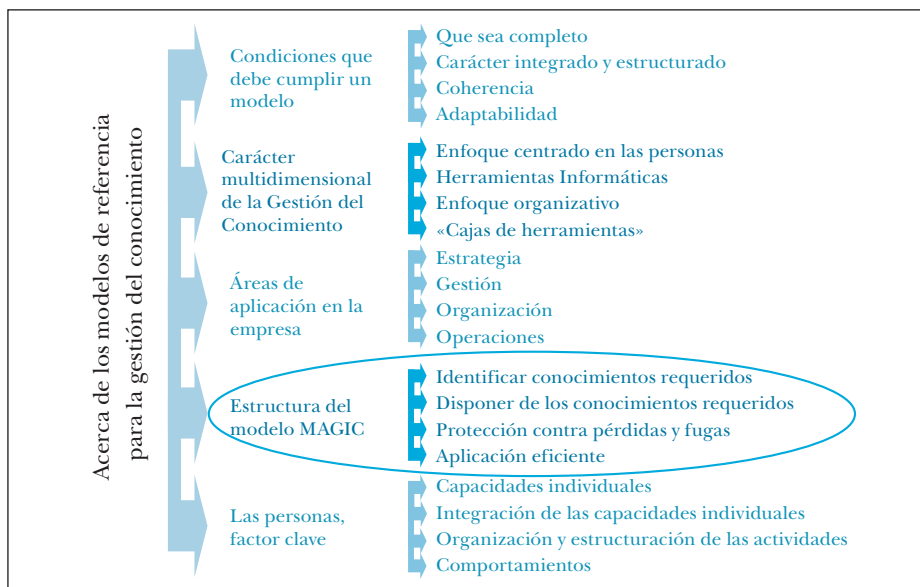 Acerca de los modelos de referencia
para la gestión del conocimiento
Condiciones que
debe cumplir un
modelo
Que sea completo
Carácter integrado y estructurado
Coherencia
Adaptabilidad
Carácter
multidimensional
de la Gestión del
Conocimiento
Enfoque centrado en las personas
Herramientas Informáticas
Enfoque organizativo
«Cajas de herramientas»
Áreas de
aplicación en la
empresa
Estrategia
Gestión
Organización
Operaciones
Estructura del
modelo MAGIC
Identificar conocimientos requeridos
Disponer de los conocimientos requeridos
Protección contra pérdidas y fugas
Aplicación eficiente
Las personas,
factor clave
Capacidades individuales
Integración de las capacidades individuales
Organización y estructuración de las actividades
Comportamientos